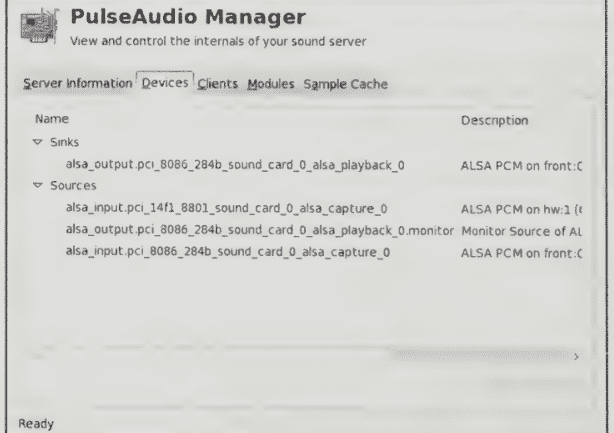 PulseAudio Manager
View and control the internals of your sound server
Server Information Devices Clients Modules Sample Cache
Name Description
Sinks
alsa_output.pci_8086_284b_sound_card_0_alsa_playback_0 ALSA PCM on front:C
Sources
alsa_input.pci_14f1_8801_sound_card_0_alsa_capture_0 ALSA PCM on hw:1 (
alsa_output.pci_8086_284b_sound_card_0_alsa_playback_0.monitor Monitor Source of AL
alsa_input.pci_8086_284b_sound_card_0_alsa_capture_0 ALSA PCM on front:C
Ready